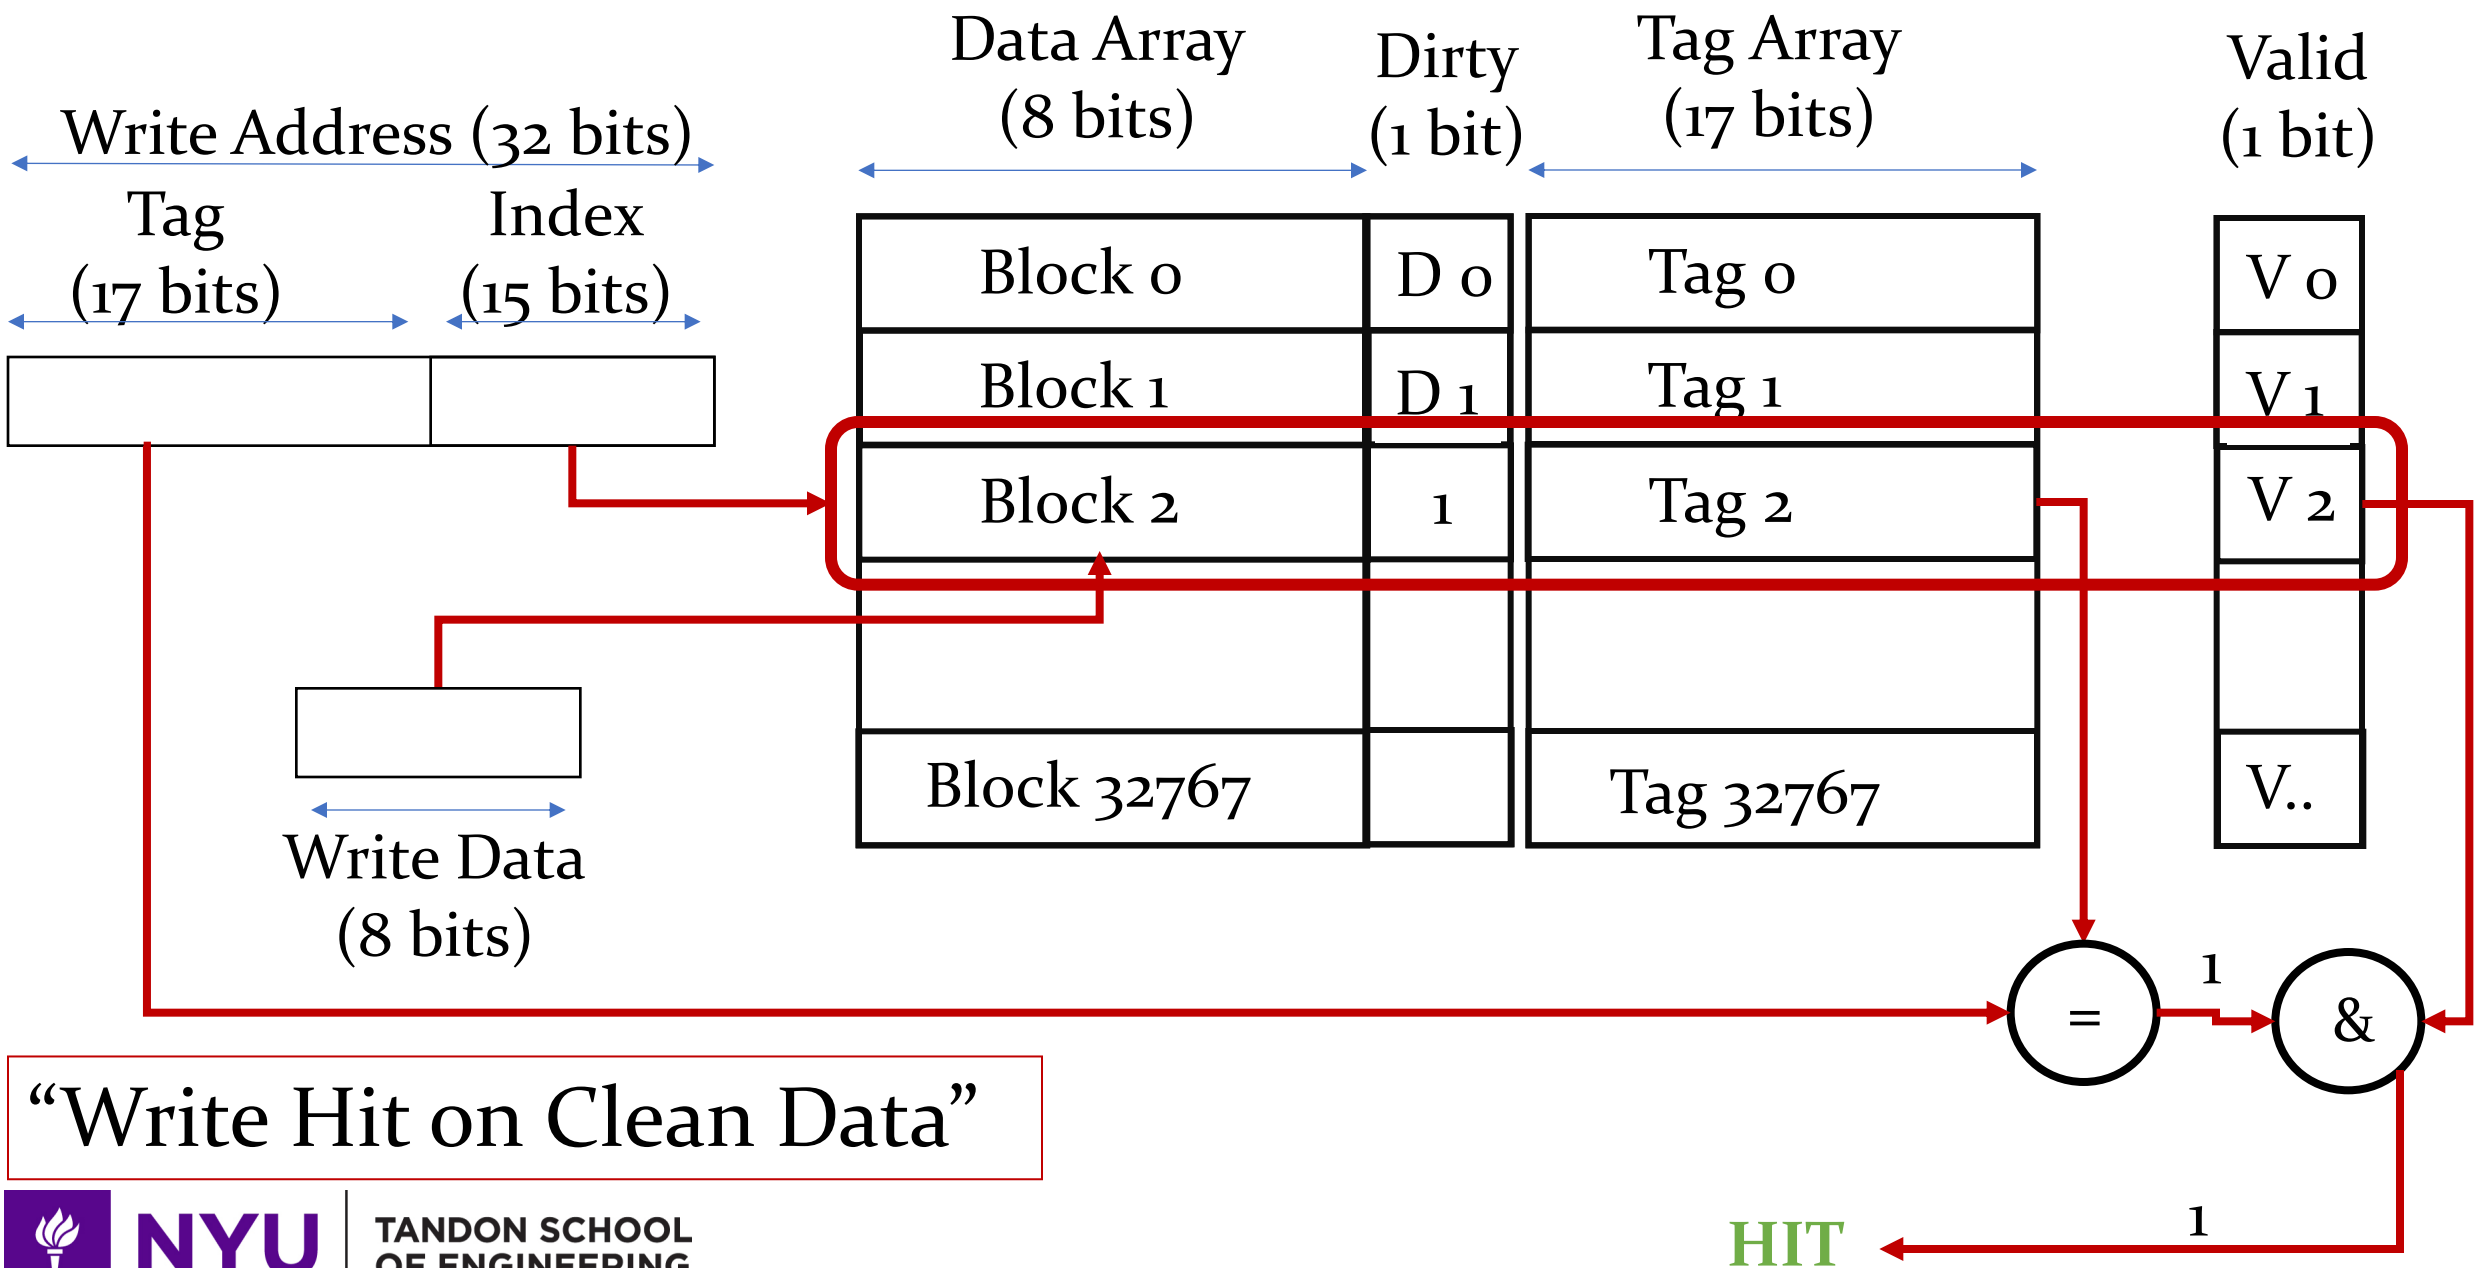 Write Address (32 bits)
Tag
(17 bits)
Index
(15 bits)
Data Array
(8 bits)
Dirty
(1 bit)
Tag Array
(17 bits)
Valid
(1 bit)
Block 0
D 0
Tag 0
V 0
Block 1
D 1
Tag 1
V 1
Block 2
1
Tag 2
V 2
Block 32767
Tag 32767
V..
Write Data
(8 bits)
=
1
&
“Write Hit on Clean Data”
1
HIT
NYU
TANDON SCHOOL
OF ENGINEERING